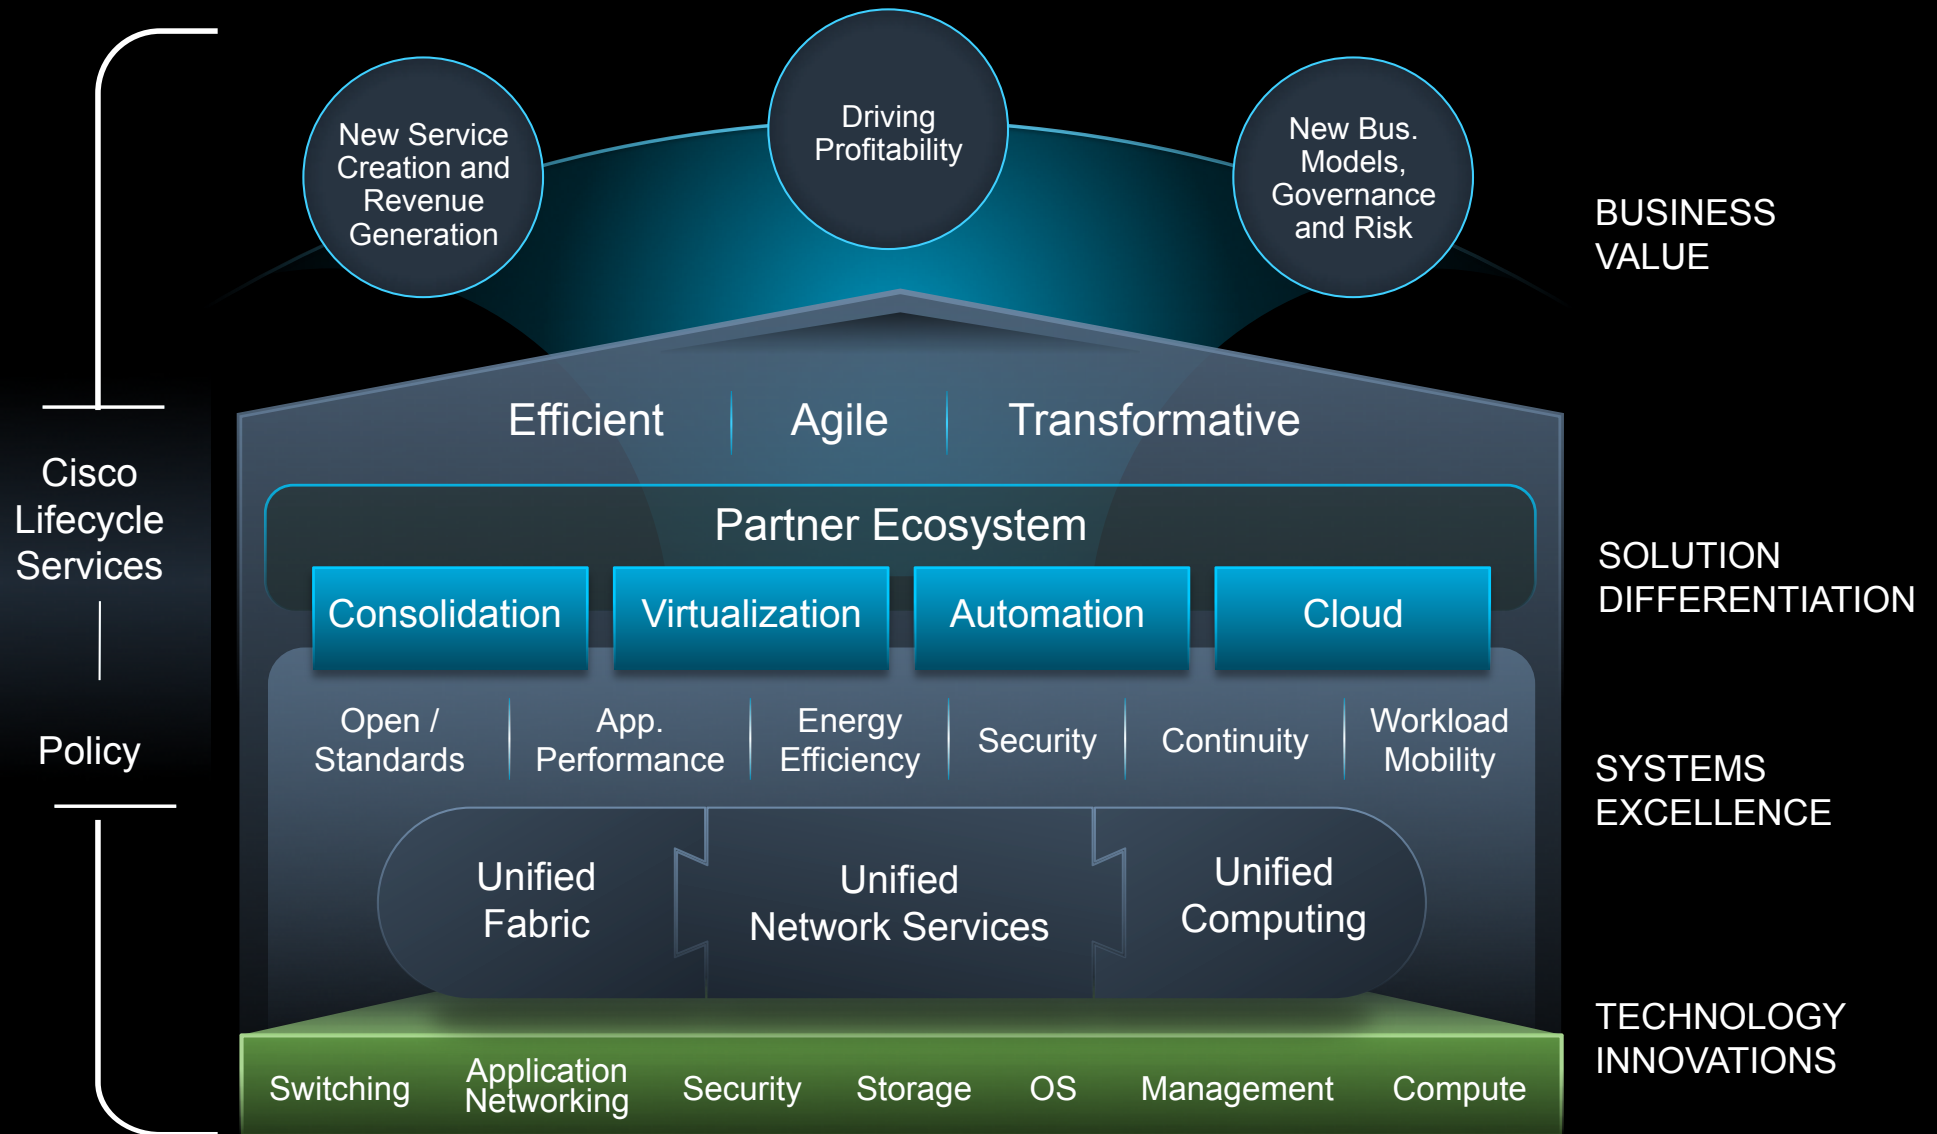 New Service
Creation and
Revenue
Generation
Driving
Profitability
New Bus.
Models,
Governance
and Risk
BUSINESS
VALUE
Efficient
Agile
Transformative
Cisco
Lifecycle
Services
Policy
Partner Ecosystem
Consolidation
Virtualization
Automation
Cloud
SOLUTION
DIFFERENTIATION
Open /
Standards
App.
Performance
Energy
Efficiency
Security
Continuity
Workload
Mobility
SYSTEMS
EXCELLENCE
Unified
Fabric
Unified
Network Services
Unified
Computing
TECHNOLOGY
INNOVATIONS
Switching
Application
Networking
Security
Storage
OS
Management
Compute